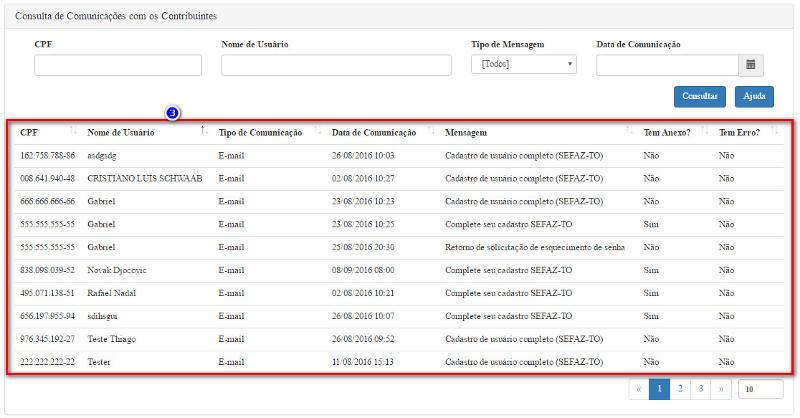 Consulta de Comunicações com os Contribuintes
CPF Nome de Usuário Tipo de Mensagem Data de Comunicação
[Todos]
Consultar Ajuda
3
CPF Nome de Usuário Tipo de Comunicação Data de Comunicação Mensagem Tem Anexo? Tem Erro?
162.758.788-86 asdgsdg E-mail 26/08/2016 10:03 Cadastro de usuário completo (SEFAZ-TO) Não Não
008.641.940-48 CRISTIANO LUIS SCHWAAB E-mail 02/08/2016 10:27 Cadastro de usuário completo (SEFAZ-TO) Não Não
666.666.666-66 Gabriel E-mail 23/08/2016 10:23 Cadastro de usuário completo (SEFAZ-TO) Não Não
555.555.555-55 Gabriel E-mail 23/08/2016 10:25 Complete seu cadastro SEFAZ-TO Sim Não
555.555.555-55 Gabriel E-mail 25/08/2016 20:30 Retorno de solicitação de esquecimento de senha Não Não
838.098.039-52 Novak Djocovic E-mail 08/09/2016 08:00 Complete seu cadastro SEFAZ-TO Sim Não
495.071.138-51 Rafael Nadal E-mail 02/08/2016 10:21 Complete seu cadastro SEFAZ-TO Sim Não
656.197.955-94 sdihsgui E-mail 26/08/2016 10:07 Complete seu cadastro SEFAZ-TO Sim Não
976.345.192-27 Teste Thiago E-mail 26/08/2016 09:52 Cadastro de usuário completo (SEFAZ-TO) Não Não
222.222.222-22 Tester E-mail 11/08/2016 15:13 Cadastro de usuário completo (SEFAZ-TO) Não Não
« 1 2 3 » 10